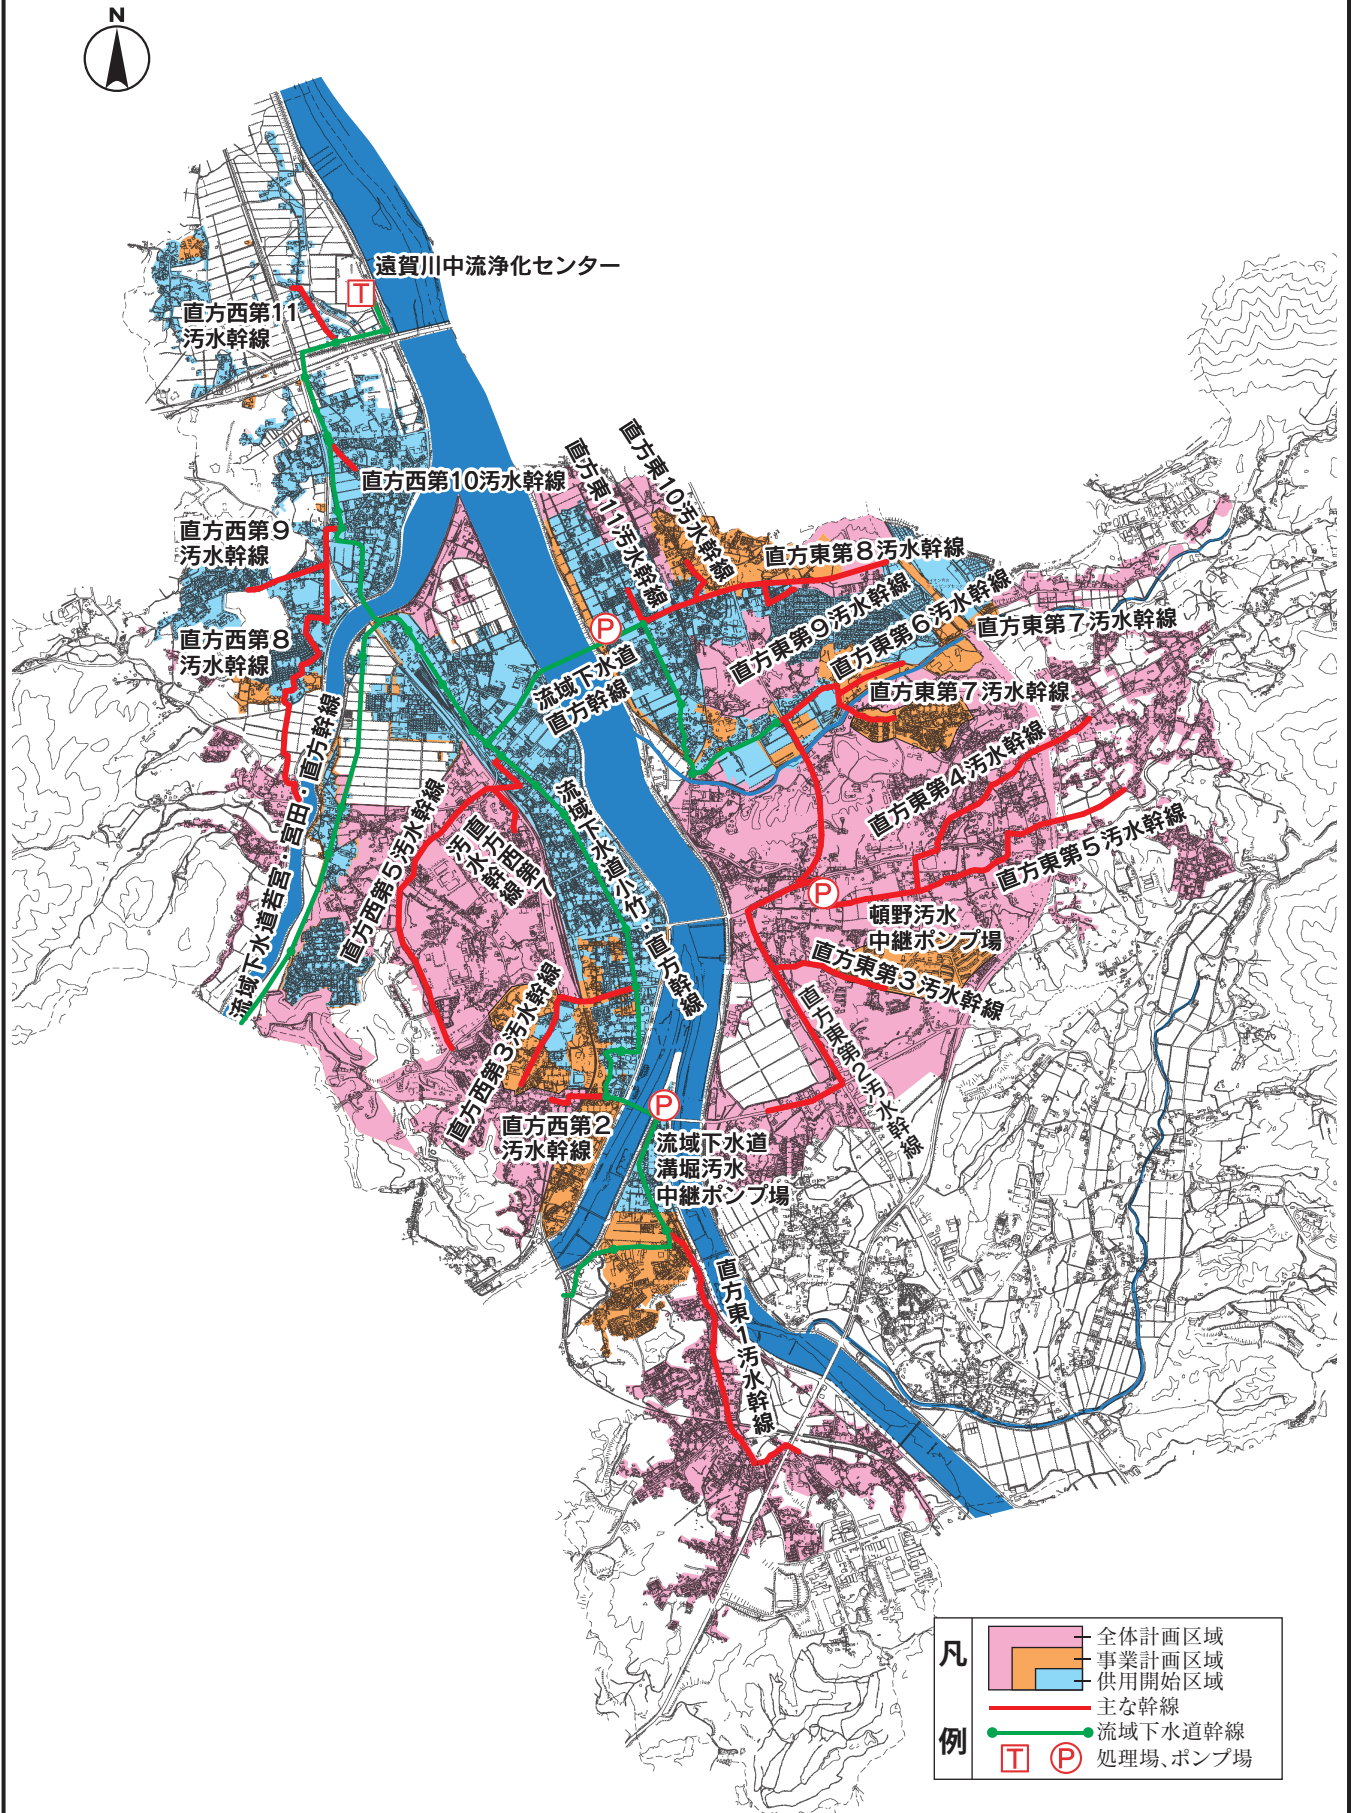 N
遠賀川中流浄化センター
T
直方西第11
汚水幹線
直方西第10汚水幹線
直方東10汚水幹線
直方東11汚水幹線
直方西第9
汚水幹線
直方東第8汚水幹線
直方東第9汚水幹線
直方東第6汚水幹線
直方東第7汚水幹線
P
直方西第8
汚水幹線
流域下水道
直方幹線
直方東第7汚水幹線
流域下水道若宮・宮田・直方幹線
直方東第4汚水幹線
直方東第5汚水幹線
直方西第5汚水幹線
直方西第7
汚水幹線
流域下水道小竹・直方幹線
P
頓野汚水
中継ポンプ場
直方東第3汚水幹線
直方西第3汚水幹線
直方東第2汚水幹線
P
直方西第2
汚水幹線
流域下水道
溝堀汚水
中継ポンプ場
直方東1汚水幹線
凡例
全体計画区域
事業計画区域
供用開始区域
主な幹線
流域下水道幹線
T P 処理場、ポンプ場